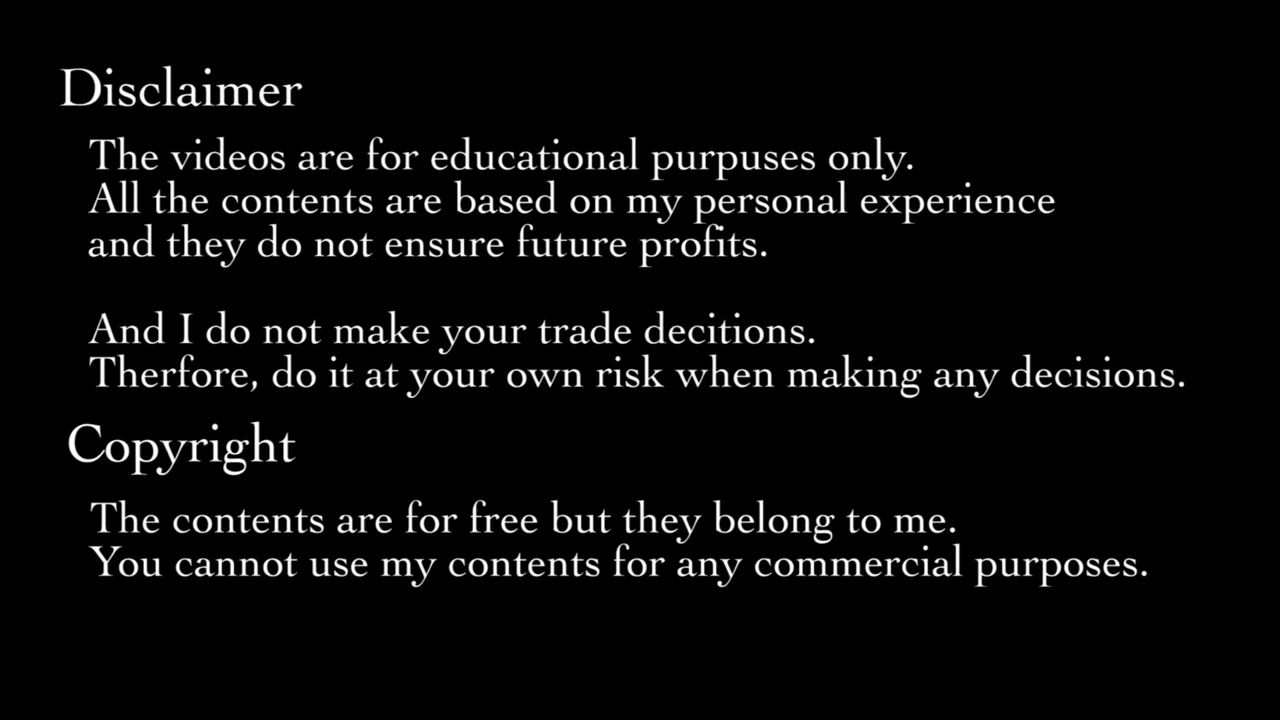 Disclaimer
The videos are for educational purpuses only.
All the contents are based on my personal experience
and they do not ensure future profits.
And I do not make your trade decitions.
Therfore, do it at your own risk when making any decisions.
Copyright
The contents are for free but they belong to me.
You cannot use my contents for any commercial purposes.